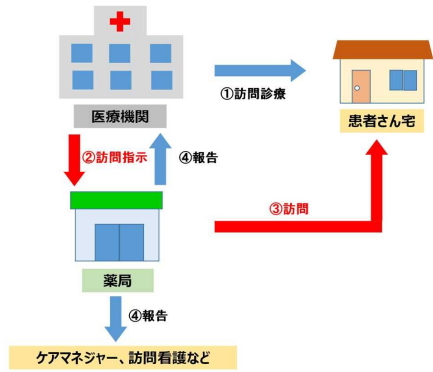 医療機関
①訪問診療
患者さん宅
②訪問指示
④報告
③訪問
薬局
④報告
ケアマネジャー、訪問看護など